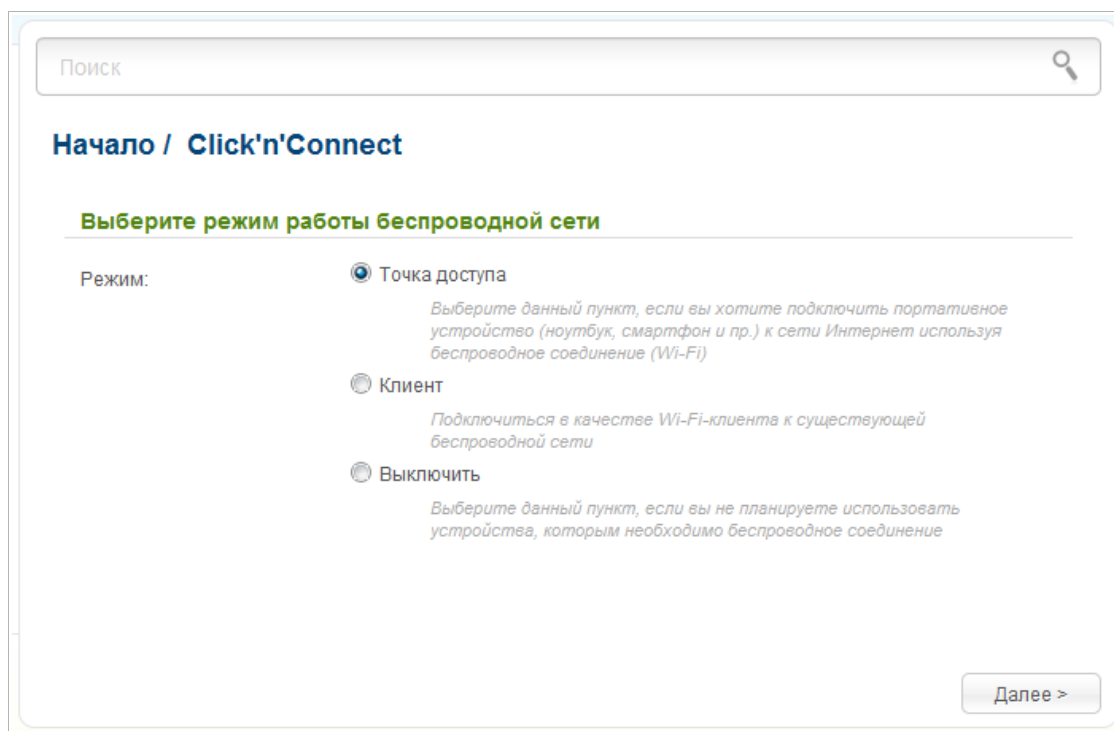 Поиск
Начало / Click'n'Connect
Выберите режим работы беспроводной сети
Режим:
Точка доступа
Выберите данный пункт, если вы хотите подключить портативное
устройство (ноутбук, смартфон и пр.) к сети Интернет используя
беспроводное соединение (Wi-Fi)
Клиент
Подключиться в качестве Wi-Fi-клиента к существующей
беспроводной сети
Выключить
Выберите данный пункт, если вы не планируете использовать
устройства, которым необходимо беспроводное соединение
Далее >